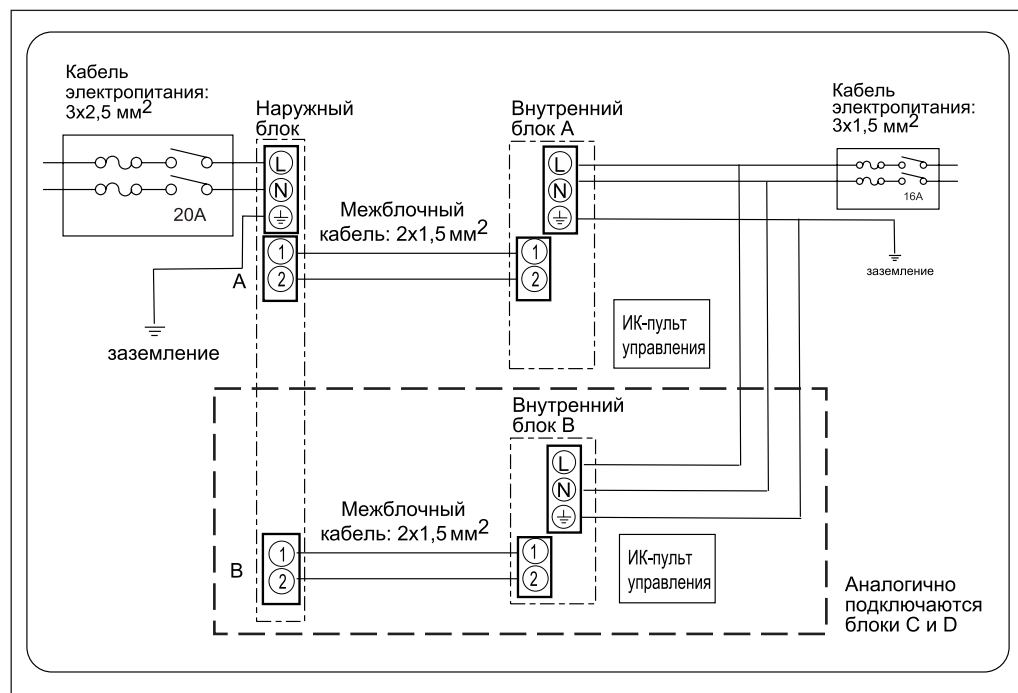 Кабель
электропитания:
3х2,5 мм2
Наружный
блок
Внутренний
блок А
Кабель
электропитания:
3х1,5 мм2
L
N
20А
L
N
16А
Межблочный
кабель: 2х1,5 мм2
1
2
А
1
2
заземление
заземление
ИК-пульт
управления
Внутренний
блок В
L
N
Межблочный
кабель: 2х1,5 мм2
1
2
В
1
2
ИК-пульт
управления
Аналогично
подключаются
блоки С и D